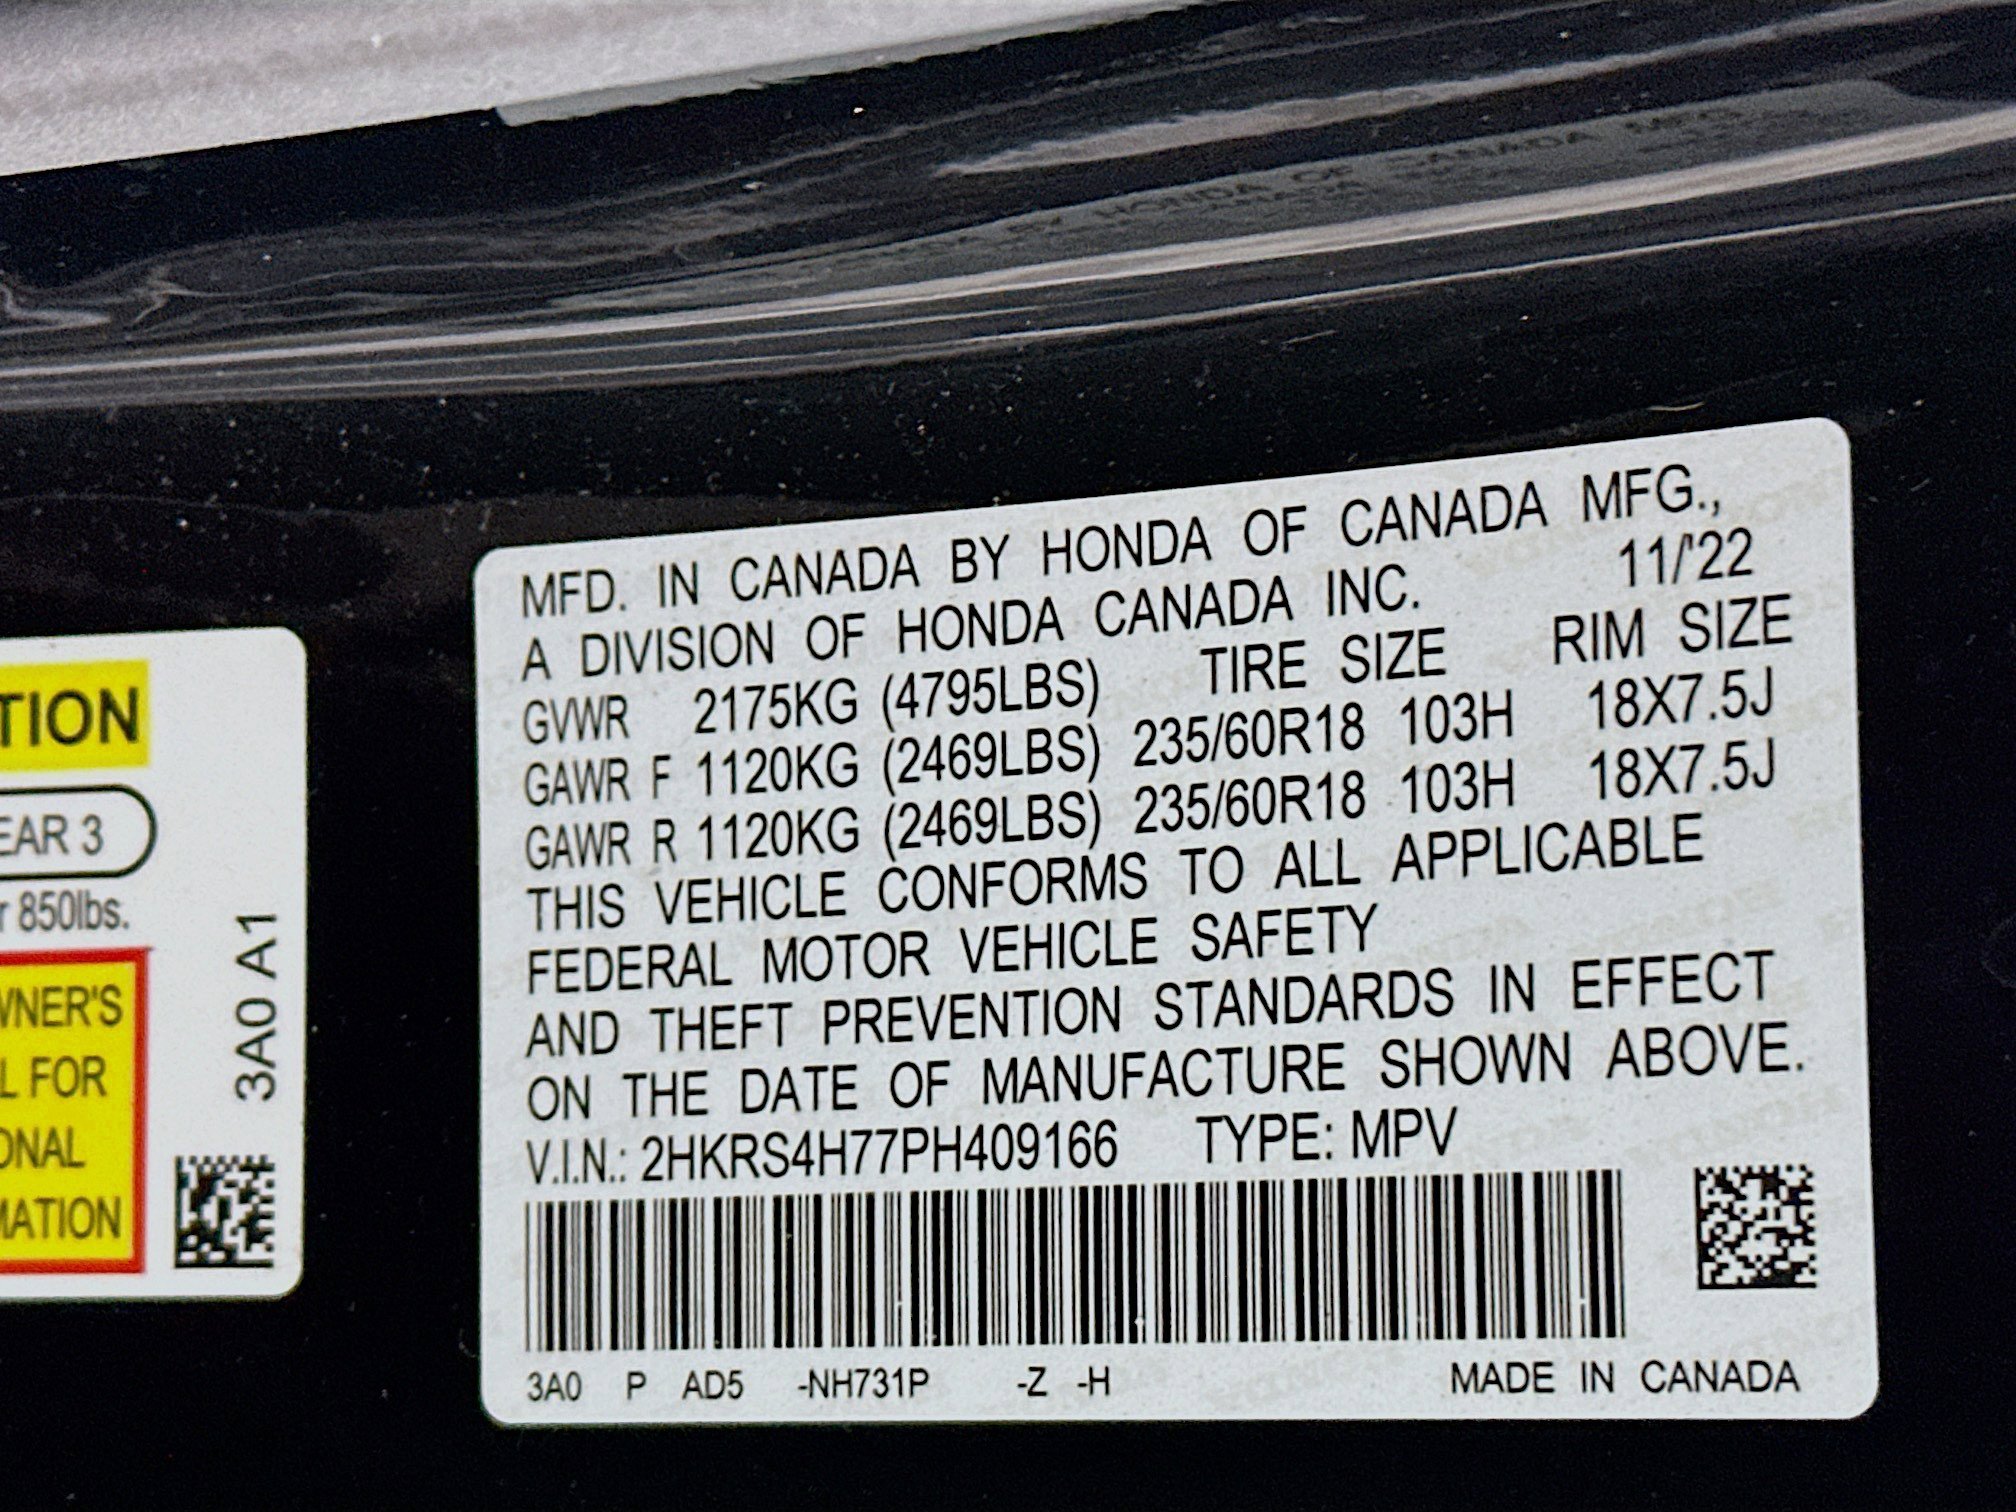 MFD. IN CANADA BY HONDA OF CANADA MFG.,
A DIVISION OF HONDA CANADA INC. 11/'22
GVWR 2175KG (4795LBS) TIRE SIZE RIM SIZE
GAWR F 1120KG (2469LBS) 235/60R18 103H 18X7.5J
GAWR R 1120KG (2469LBS) 235/60R18 103H 18X7.5J
THIS VEHICLE CONFORMS TO ALL APPLICABLE
FEDERAL MOTOR VEHICLE SAFETY
AND THEFT PREVENTION STANDARDS IN EFFECT
ON THE DATE OF MANUFACTURE SHOWN ABOVE.
V.I.N.: 2HKRS4H77PH409166 TYPE: MPV
3A0 P AD5 -NH731P -Z -H MADE IN CANADA
TION
EAR 3
r 850lbs.
WNER'S
L FOR
ONAL
MATION
3A0 A1